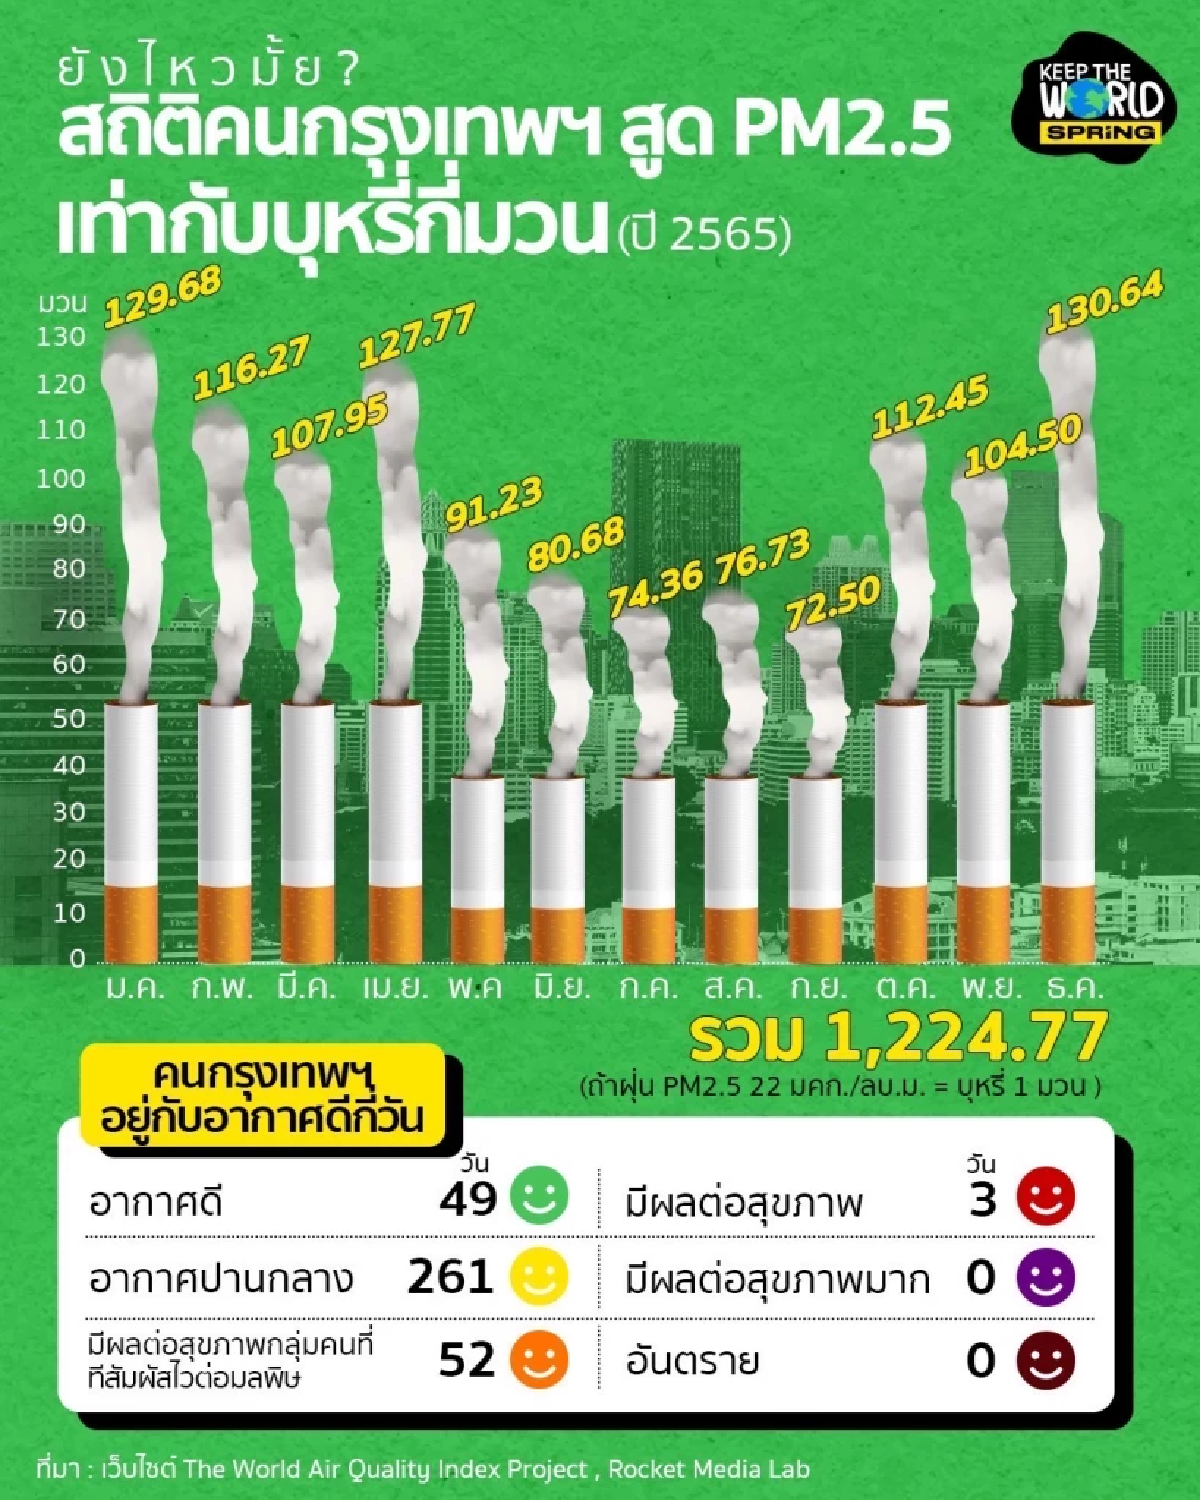 ยังไหวมั้ย?
สถิติคนกรุงเทพฯ สูด PM2.5
เท่ากับบุหรี่กี่มวน (ปี 2565)
KEEP THE
WORLD
SPRiNG
มวน
130
120
110
100
90
80
70
60
50
40
30
20
10
0
129.68
116.27
107.95
127.77
91.23
80.68
74.36
76.73
72.50
112.45
104.50
130.64
ม.ค. ก.พ. มี.ค. เม.ย. พ.ค มิ.ย. ก.ค. ส.ค. ก.ย. ต.ค. พ.ย. ธ.ค.
รวม 1,224.77
(ถ้าฝุ่น PM2.5 22 มคก./ลบ.ม. = บุหรี่ 1 มวน )
คนกรุงเทพฯ
อยู่กับอากาศดีกี่วัน
วัน
อากาศดี 49
อากาศปานกลาง 261
มีผลต่อสุขภาพกลุ่มคนที่
ทีสัมผัสไวต่อมลพิษ 52
วัน
มีผลต่อสุขภาพ 3
มีผลต่อสุขภาพมาก 0
อันตราย 0
ที่มา : เว็บไซต์ The World Air Quality Index Project , Rocket Media Lab